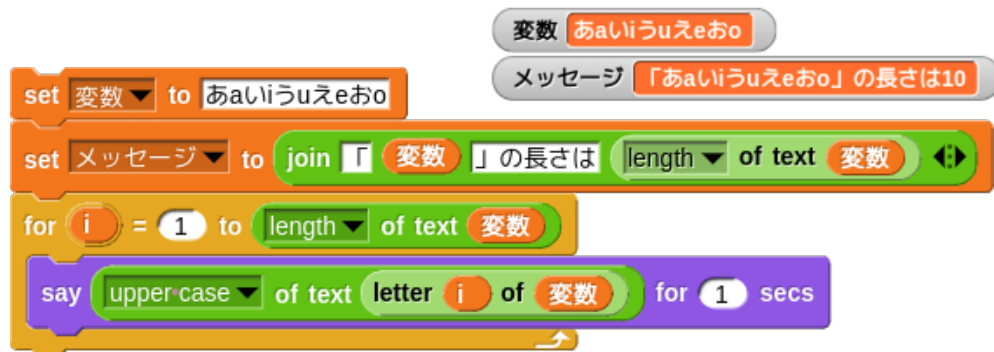 変数 あaいiうuえeおo
メッセージ 「あaいiうuえeおo」の長さは10
set 変数 to あaいiうuえeおo
set メッセージ to join 「 変数 」の長さは length of text 変数
for i = 1 to length of text 変数
say upper case of text letter i of 変数 for 1 secs